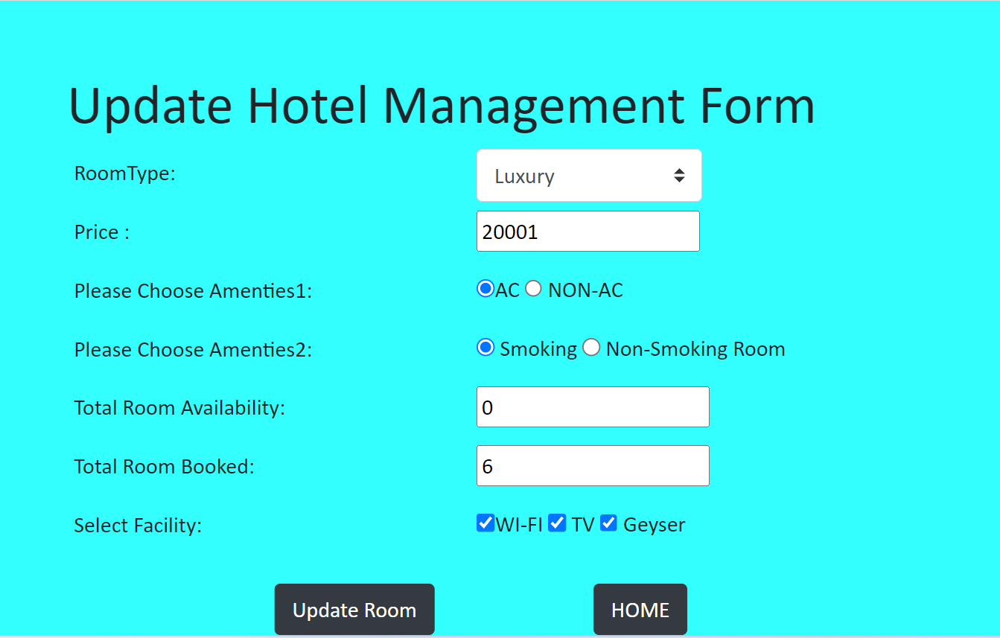 Update Hotel Management Form
RoomType: Luxury
Price : 20001
Please Choose Amenties1: AC NON-AC
Please Choose Amenties2: Smoking Non-Smoking Room
Total Room Availability: 0
Total Room Booked: 6
Select Facility: WI-FI TV Geyser
Update Room HOME